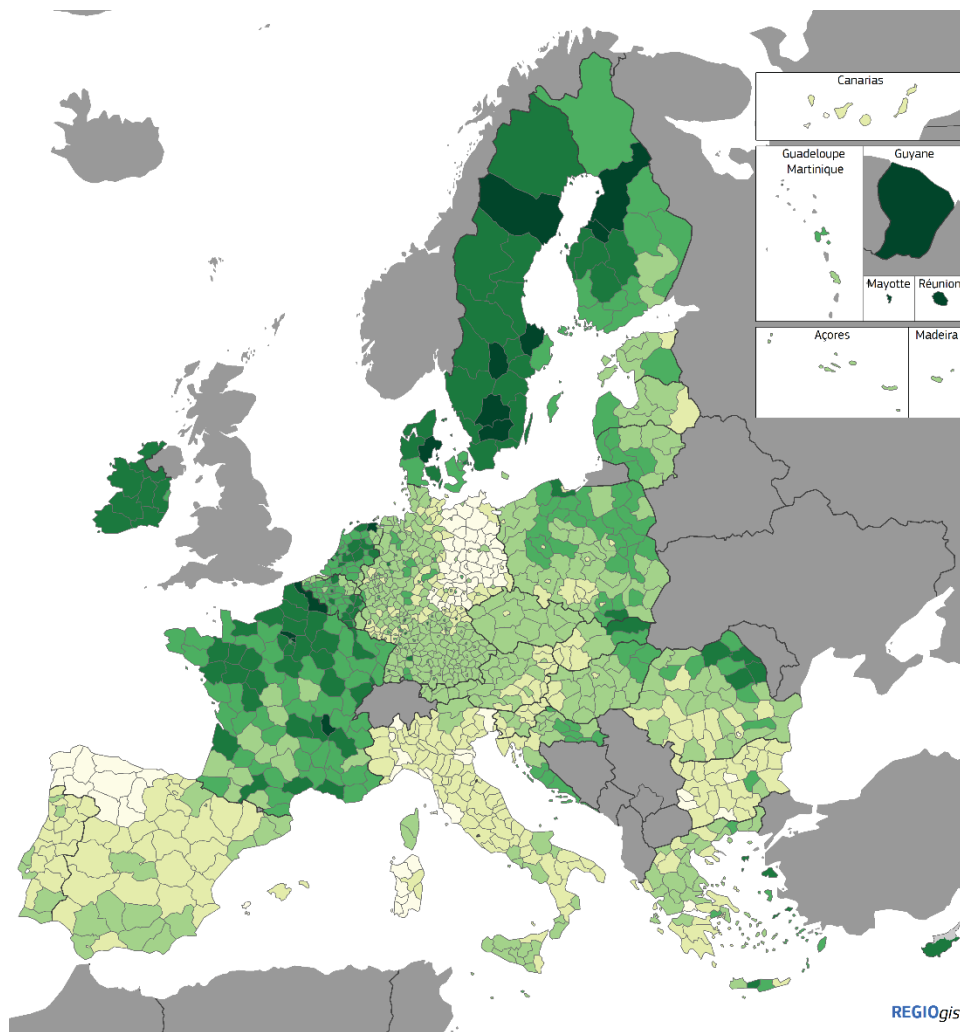 Canarias
Guadeloupe
Martinique
Guyane
Mayotte
Réunion
Açores
Madeira
REGIOgis